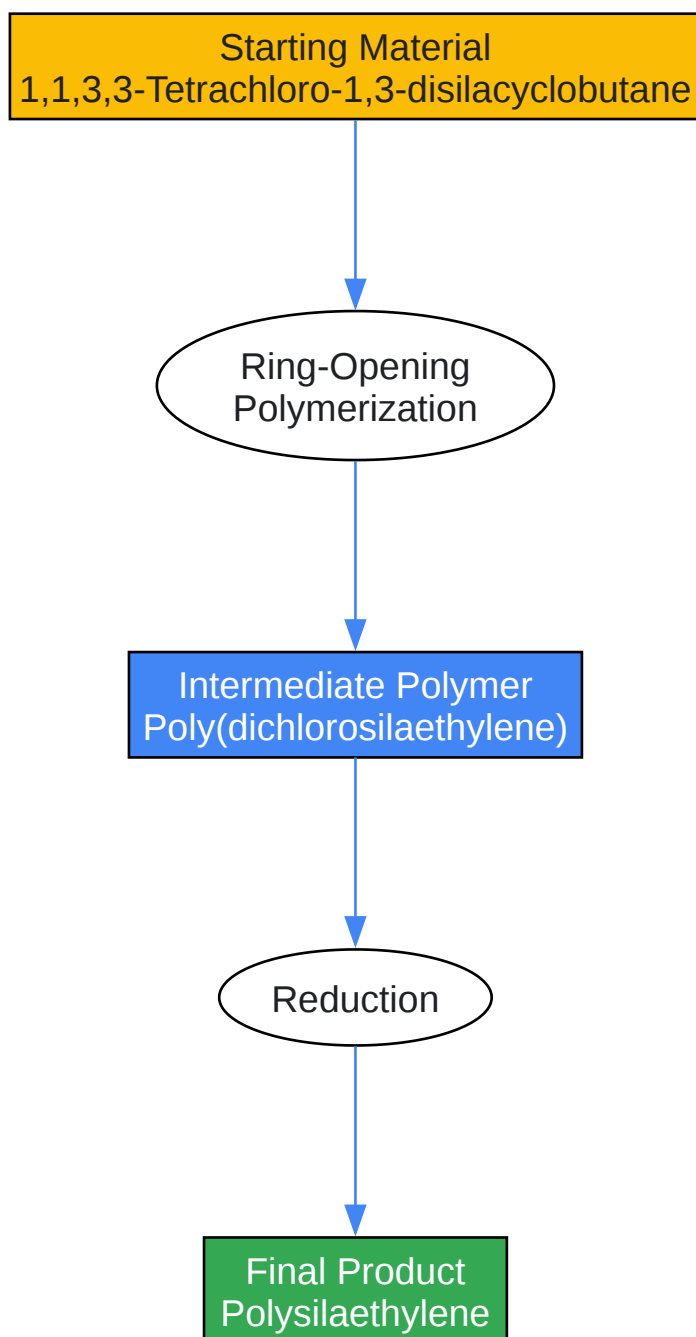 Starting Material
1,1,3,3-Tetrachloro-1,3-disilacyclobutane
Ring-Opening
Polymerization
Intermediate Polymer
Poly(dichlorosilaethylene)
Reduction
Final Product
Polysilaethylene